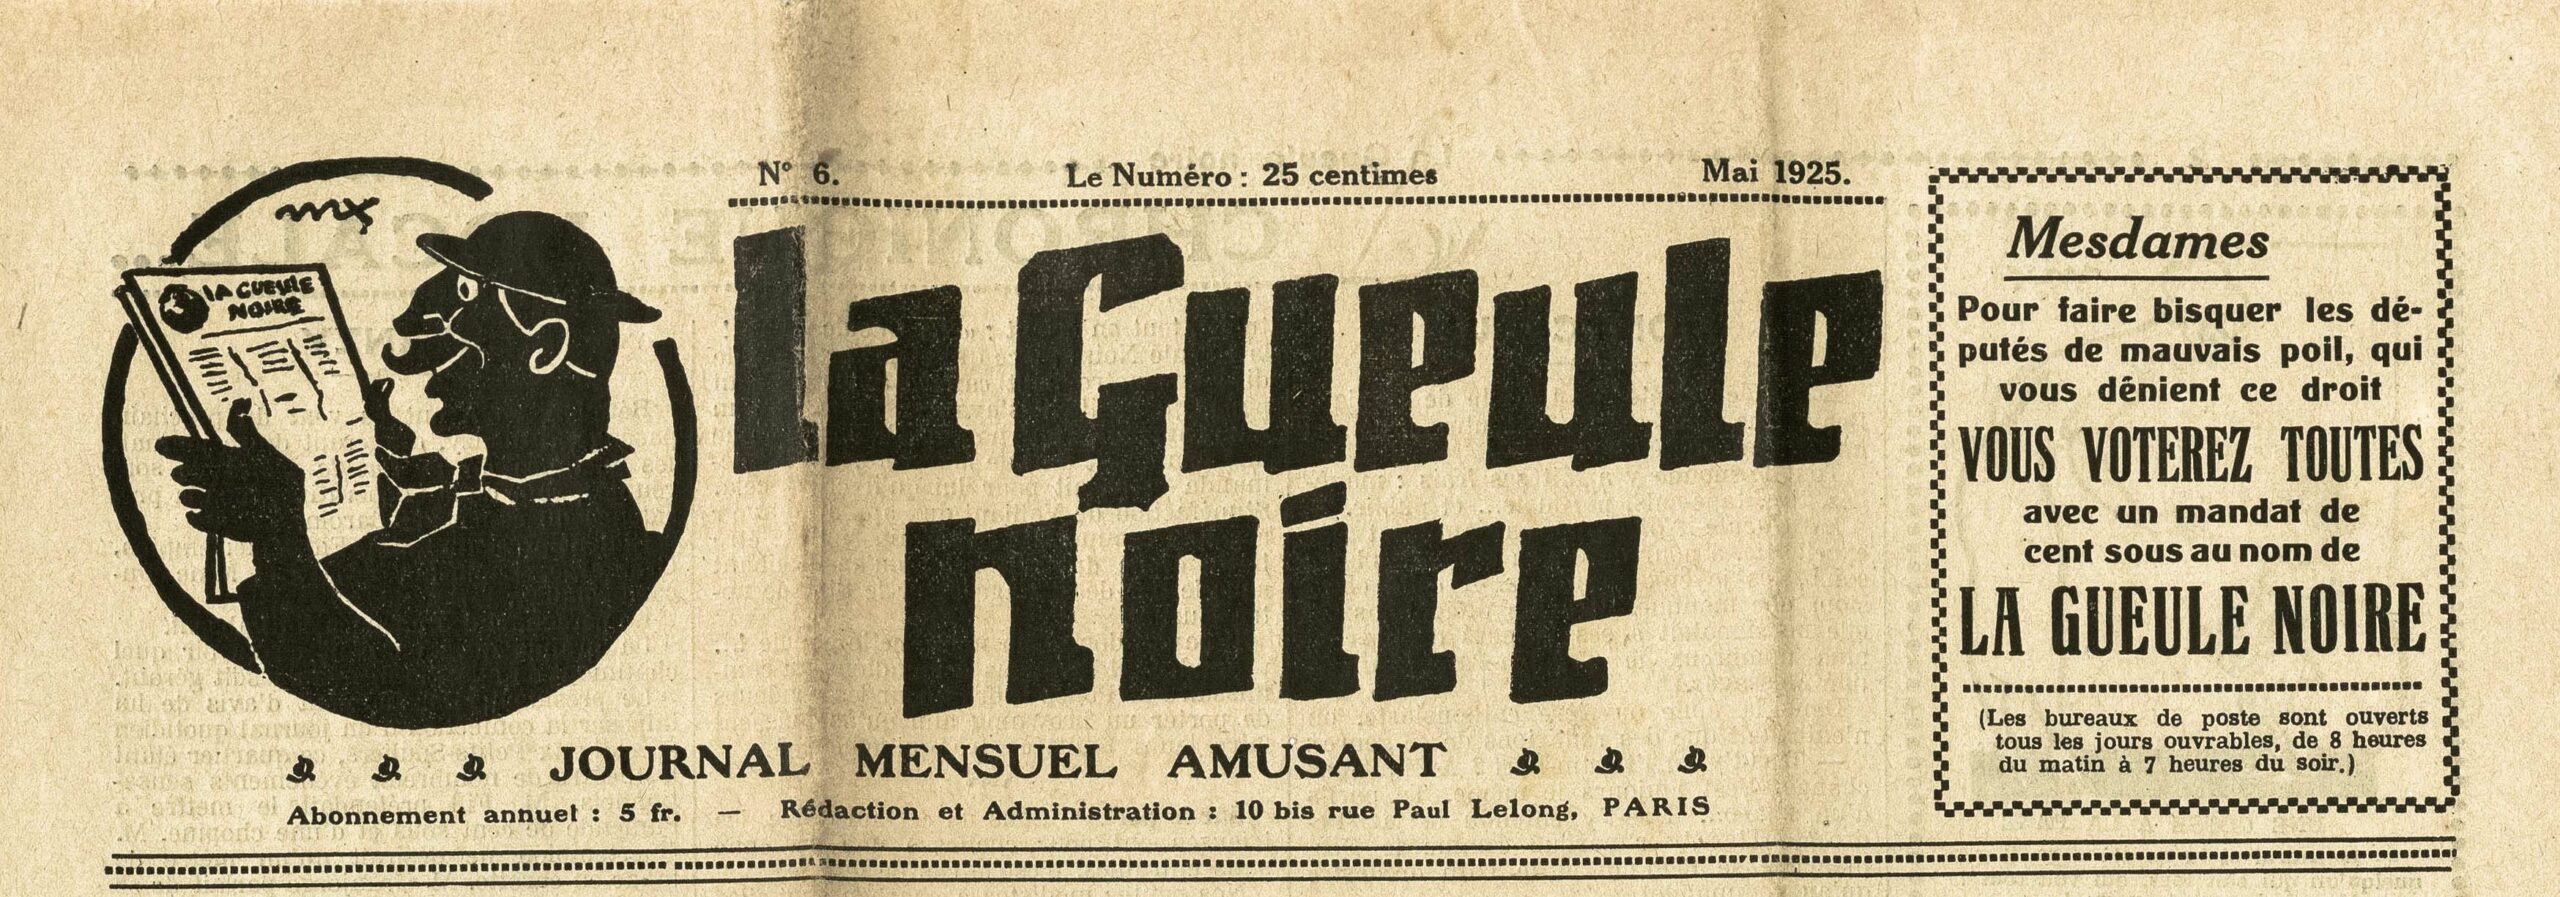 N° 6. Le Numéro : 25 centimes Mai 1925.
mx
LA GUEULE
NOIRE
la Gueule
noire
JOURNAL MENSUEL AMUSANT
Abonnement annuel : 5 fr. — Rédaction et Administration : 10 bis rue Paul Lelong, PARIS
Mesdames
Pour faire bisquer les dé-
putés de mauvais poil, qui
vous dénient ce droit
VOUS VOTEREZ TOUTES
avec un mandat de
cent sous au nom de
LA GUEULE NOIRE
(Les bureaux de poste sont ouverts
tous les jours ouvrables, de 8 heures
du matin à 7 heures du soir.)